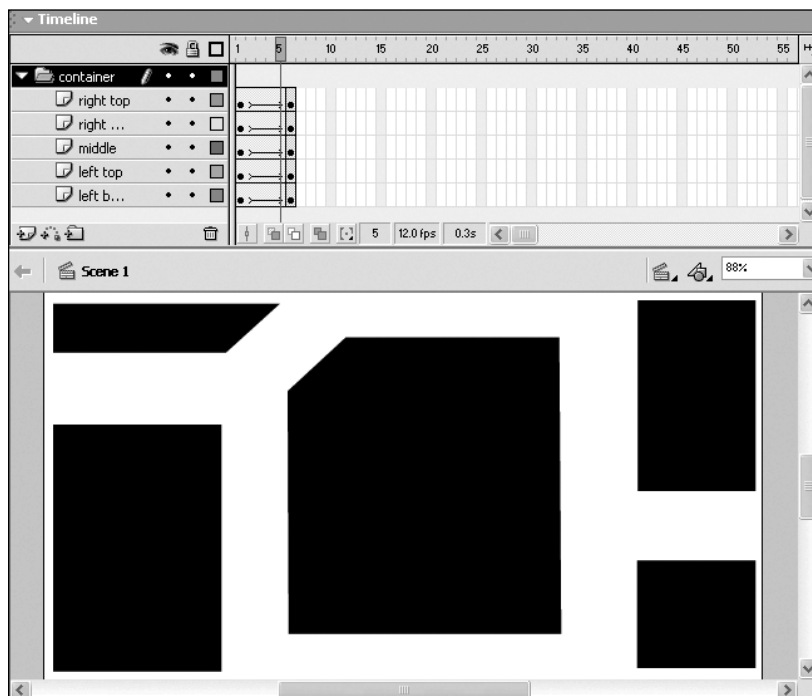 Timeline
1 5 10 15 20 25 30 35 40 45 50 55
container
right top
right ...
middle
left top
left b...
5 12.0 fps 0.3s
Scene 1 88%